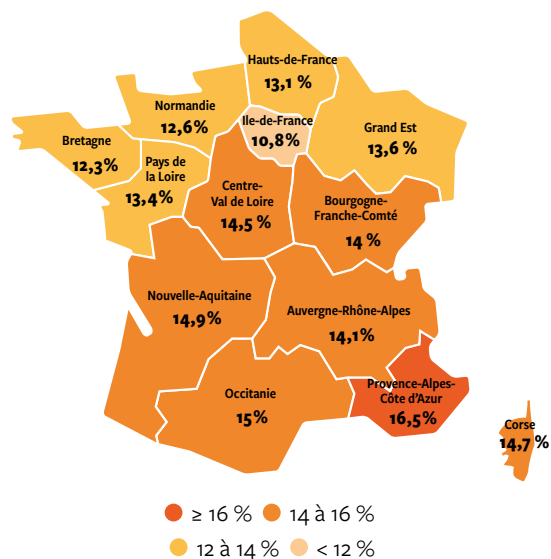 Hauts-de-France
13,1 %
Normandie
12,6%
Ile-de-France
10,8%
Grand Est
13,6 %
Bretagne
12,3%
Pays de
la Loire
13,4%
Centre-
Val de Loire
14,5 %
Bourgogne-
Franche-Comté
14 %
Nouvelle-Aquitaine
14,9%
Auvergne-Rhône-Alpes
14,1%
Occitanie
15%
Provence-Alpes-
Côte d'Azur
16,5%
Corse
14,7 %
≥ 16 % 14 à 16 %
12 à 14 % < 12 %